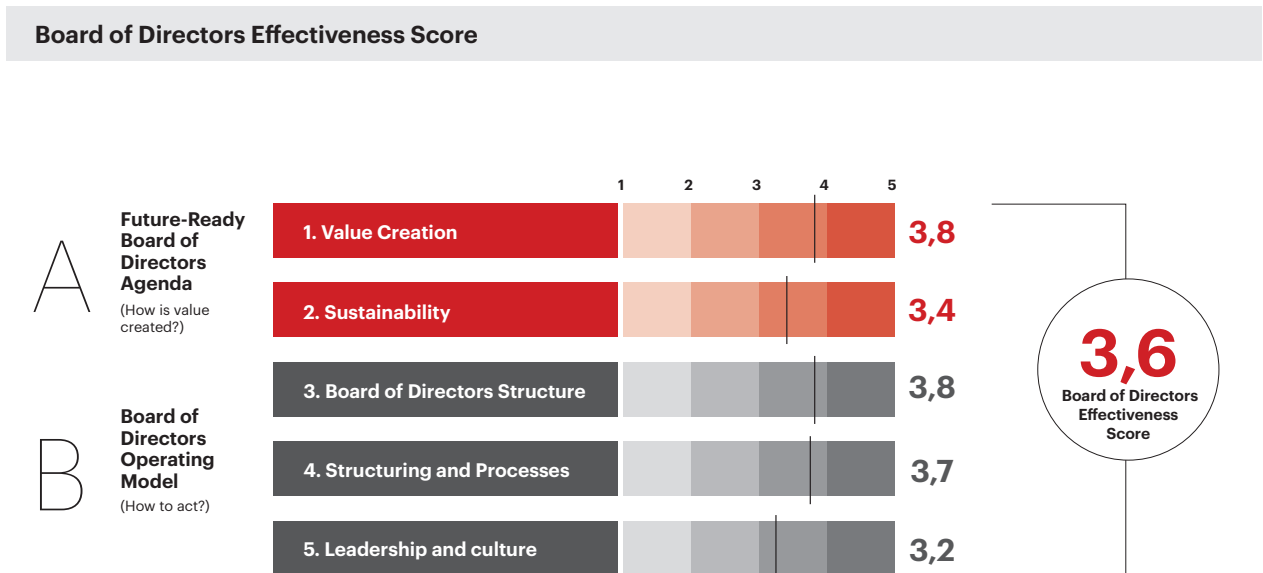 Board of Directors Effectiveness Score
1 2 3 4 5
A
Future-Ready
Board of
Directors
Agenda
(How is value
created?)
1. Value Creation
3,8
2. Sustainability
3,4
B
Board of
Directors
Operating
Model
(How to act?)
3. Board of Directors Structure
3,8
4. Structuring and Processes
3,7
5. Leadership and culture
3,2
3,6
Board of Directors
Effectiveness
Score